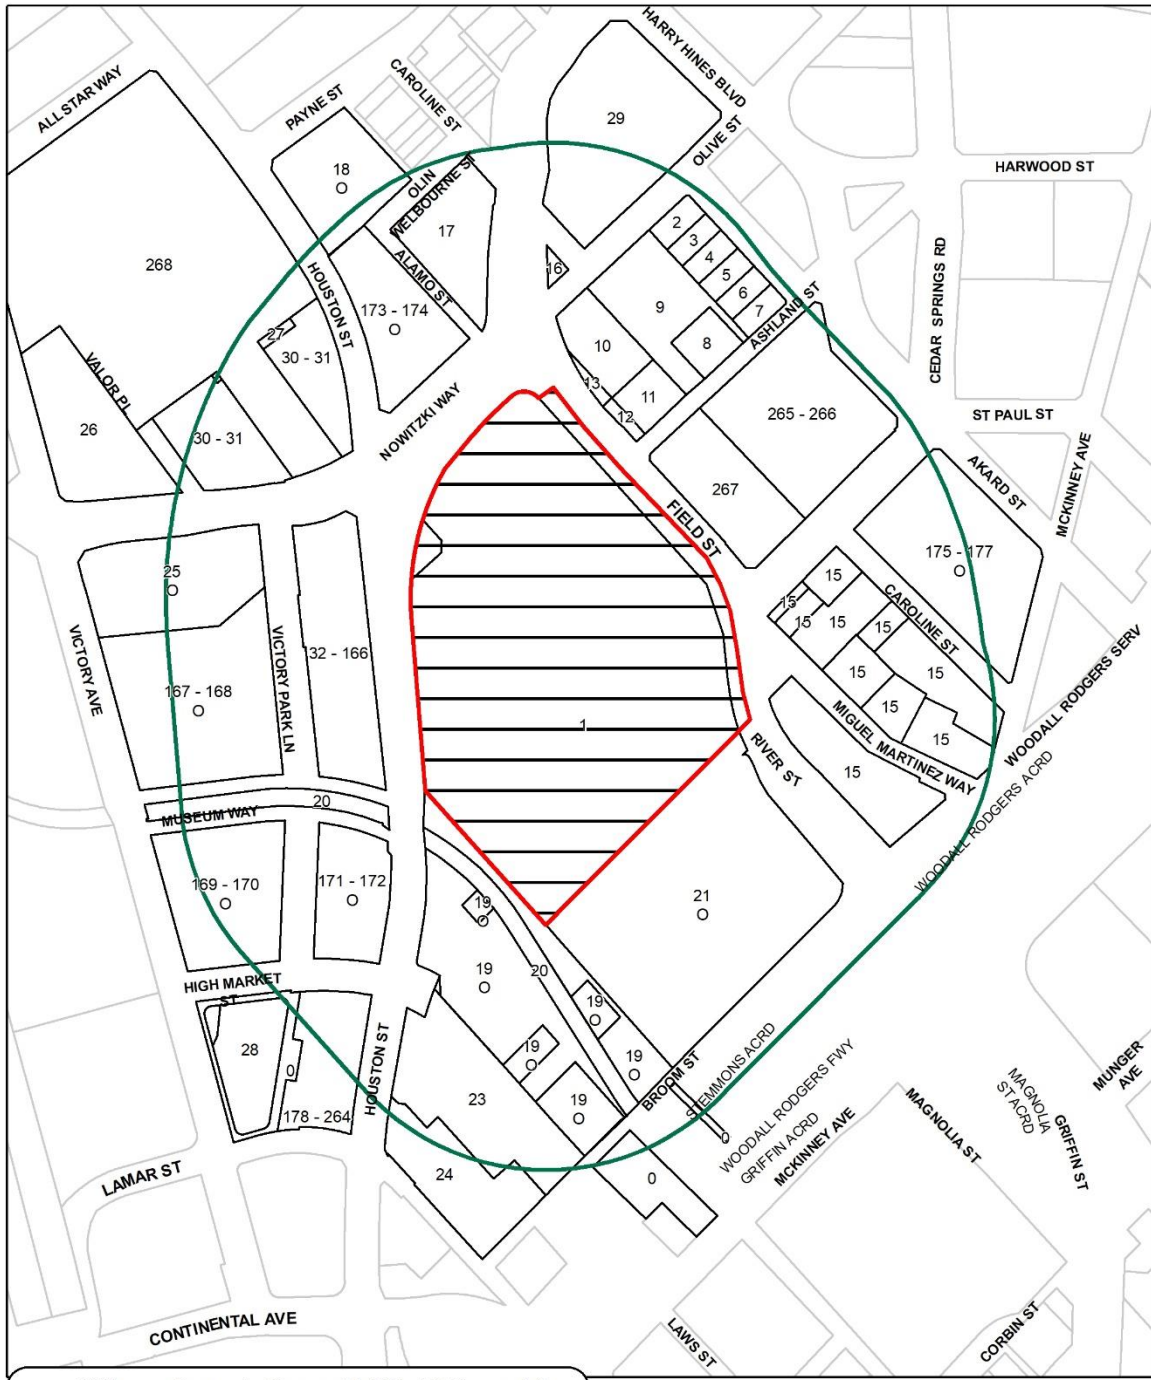 HARRY HINES BLVD
CAROLINE ST
ALL STAR WAY
PAYNE ST
29
OLIVE ST
HARWOOD ST
18
OLIN
WELBOURNE ST
2
3
4
5
6
7
17
268
ALAMO ST
16
CEDAR SPRINGS RD
HOUSTON ST
173 - 174
9
ASHLAND ST
27
30 - 31
10
8
VALOR PL
13
11
12
265 - 266
ST PAUL ST
26
30 - 31
NOWITZKI WAY
267
AKARD ST
MCKINNEY AVE
FIELD ST
175 - 177
25
15
15
15
15
15
CAROLINE ST
VICTORY AVE
VICTORY PARK LN
32 - 166
15
15
15
15
167 - 168
1
MIGUEL MARTINEZ WAY
WOODALL RODGERS SERV
RIVER ST
15
WOODALL RODGERS ACRD
20
MUSEUM WAY
169 - 170
171 - 172
19
21
19
20
HIGH MARKET
ST
19
28
0
HOUSTON ST
19
19
BROOM ST
STEMMONS ACRD
WOODALL RODGERS FWY
MUNGER
AVE
178 - 264
23
19
0
GRIFFIN ACRD
MCKINNEY AVE
MAGNOLIA ST
MAGNOLIA
ST ACRD
GRIFFIN ST
LAMAR ST
24
0
CONTINENTAL AVE
LAWS ST
CORBIN ST